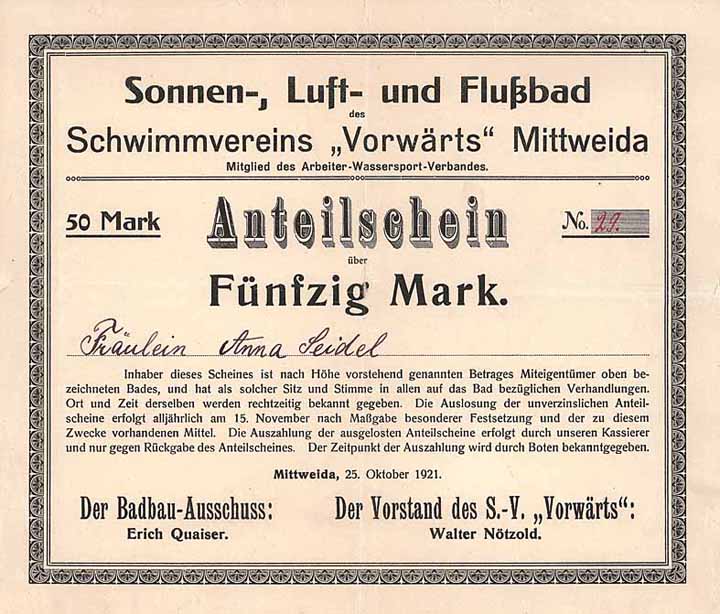 Sonnen-, Luft- und Flußbad
des
Schwimmvereins „Vorwärts“ Mittweida
Mitglied des Arbeiter-Wassersport-Verbandes.
50 Mark Anteilschein No. 29.
über
Fünfzig Mark.
Fräulein Anna Seidel
Inhaber dieses Scheines ist nach Höhe vorstehend genannten Betrages Miteigentümer oben be-
zeichneten Bades, und hat als solcher Sitz und Stimme in allen auf das Bad bezüglichen Verhandlungen.
Ort und Zeit derselben werden rechtzeitig bekannt gegeben. Die Auslosung der unverzinslichen Anteil-
scheine erfolgt alljährlich am 15. November nach Maßgabe besonderer Festsetzung und der zu diesem
Zwecke vorhandenen Mittel. Die Auszahlung der ausgelosten Anteilscheine erfolgt durch unseren Kassierer
und nur gegen Rückgabe des Anteilscheines. Der Zeitpunkt der Auszahlung wird durch Boten bekanntgegeben.
Mittweida, 25. Oktober 1921.
Der Badbau-Ausschuss: Der Vorstand des S.-V. „Vorwärts“:
Erich Quaiser. Walter Nötzold.